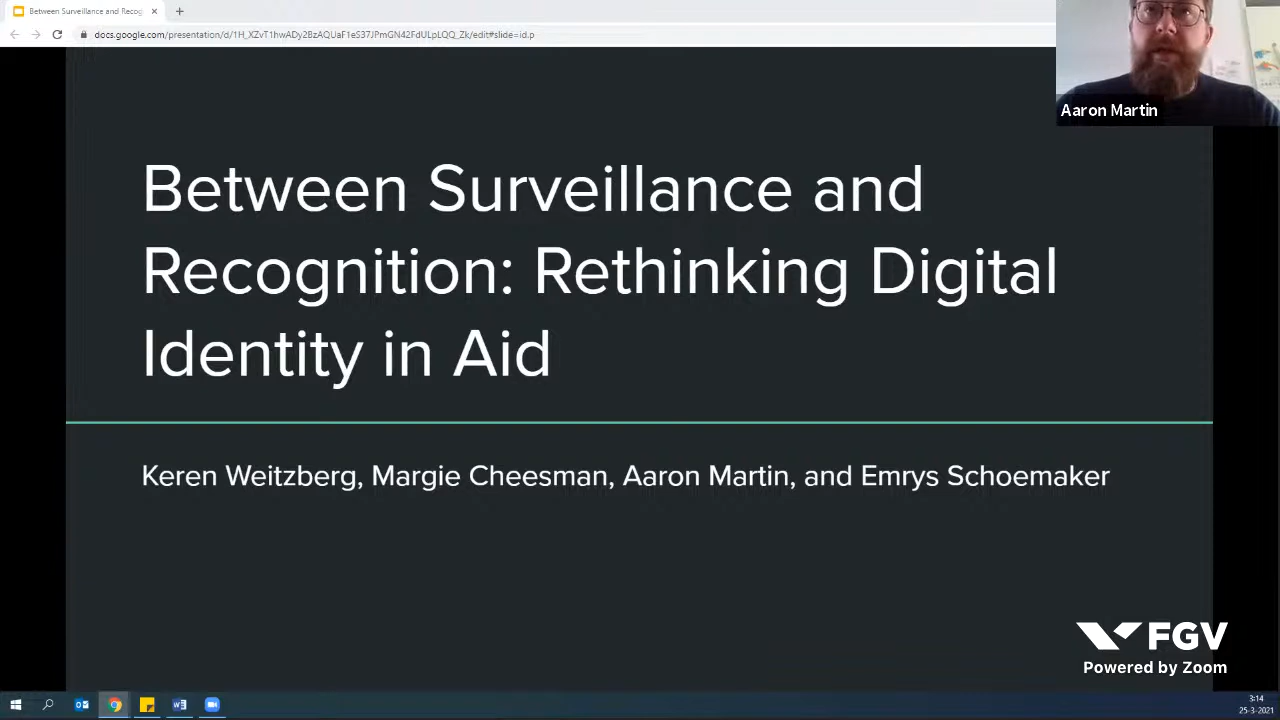 Between Surveillance and Recog
docs.google.com/presentation/d/1H_XZvT1hwADy2BzAQUaF1eS37JPmGN42FdULpLQQ_Zk/edit#slide=id.p
Aaron Martin
Between Surveillance and
Recognition: Rethinking Digital
Identity in Aid
Keren Weitzberg, Margie Cheesman, Aaron Martin, and Emrys Schoemaker
FGV
Powered by Zoom
3:14
25-3-2021